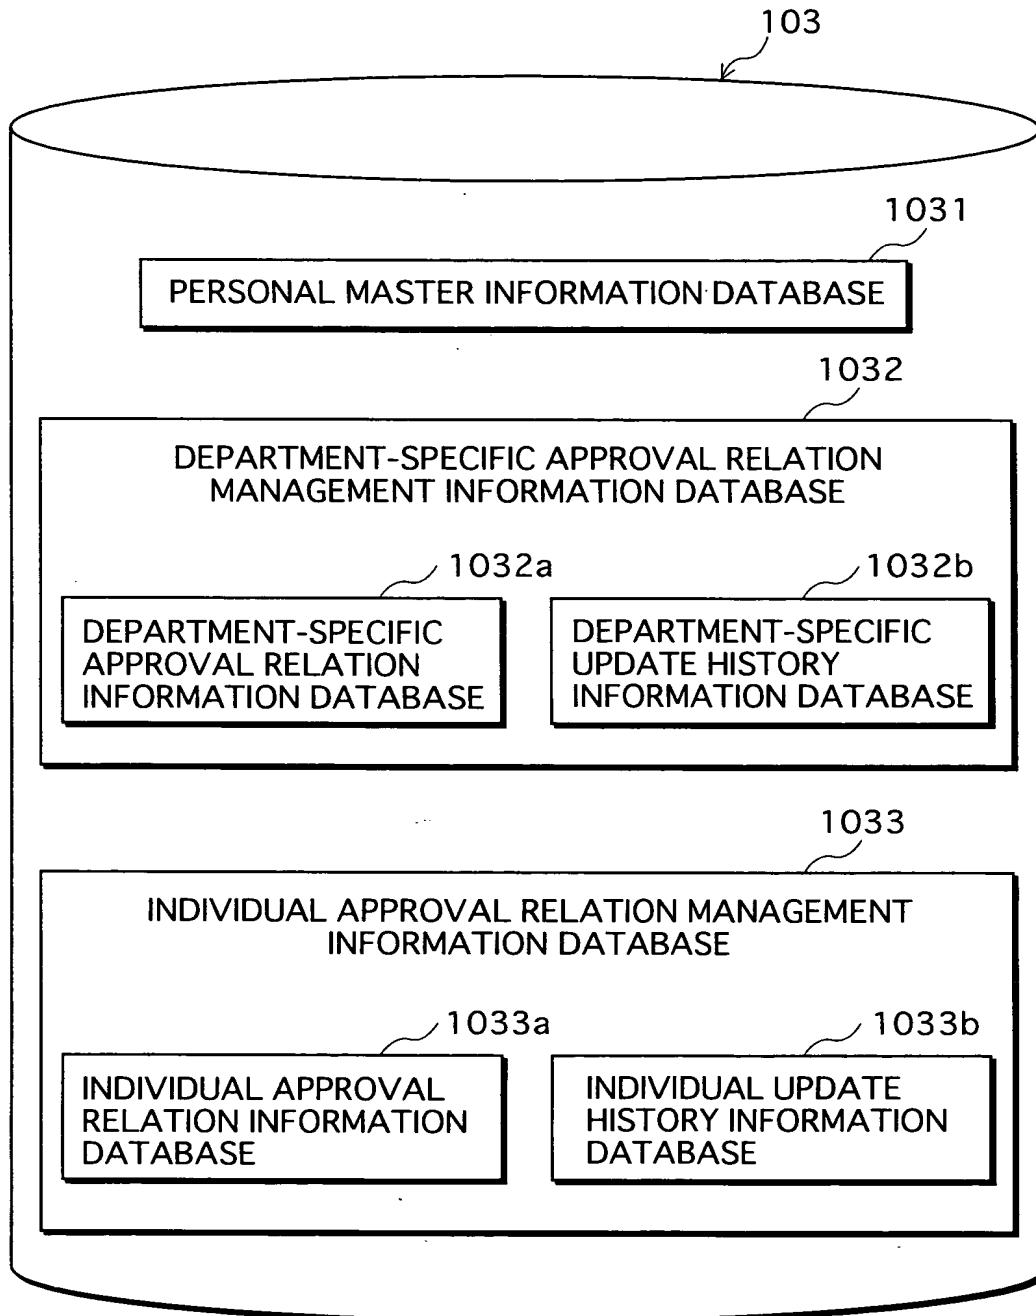 103
1031
PERSONAL MASTER INFORMATION DATABASE
1032
DEPARTMENT-SPECIFIC APPROVAL RELATION
MANAGEMENT INFORMATION DATABASE
1032a
DEPARTMENT-SPECIFIC
APPROVAL RELATION
INFORMATION DATABASE
1032b
DEPARTMENT-SPECIFIC
UPDATE HISTORY
INFORMATION DATABASE
1033
INDIVIDUAL APPROVAL RELATION MANAGEMENT
INFORMATION DATABASE
1033a
INDIVIDUAL APPROVAL
RELATION INFORMATION
DATABASE
1033b
INDIVIDUAL UPDATE
HISTORY INFORMATION
DATABASE